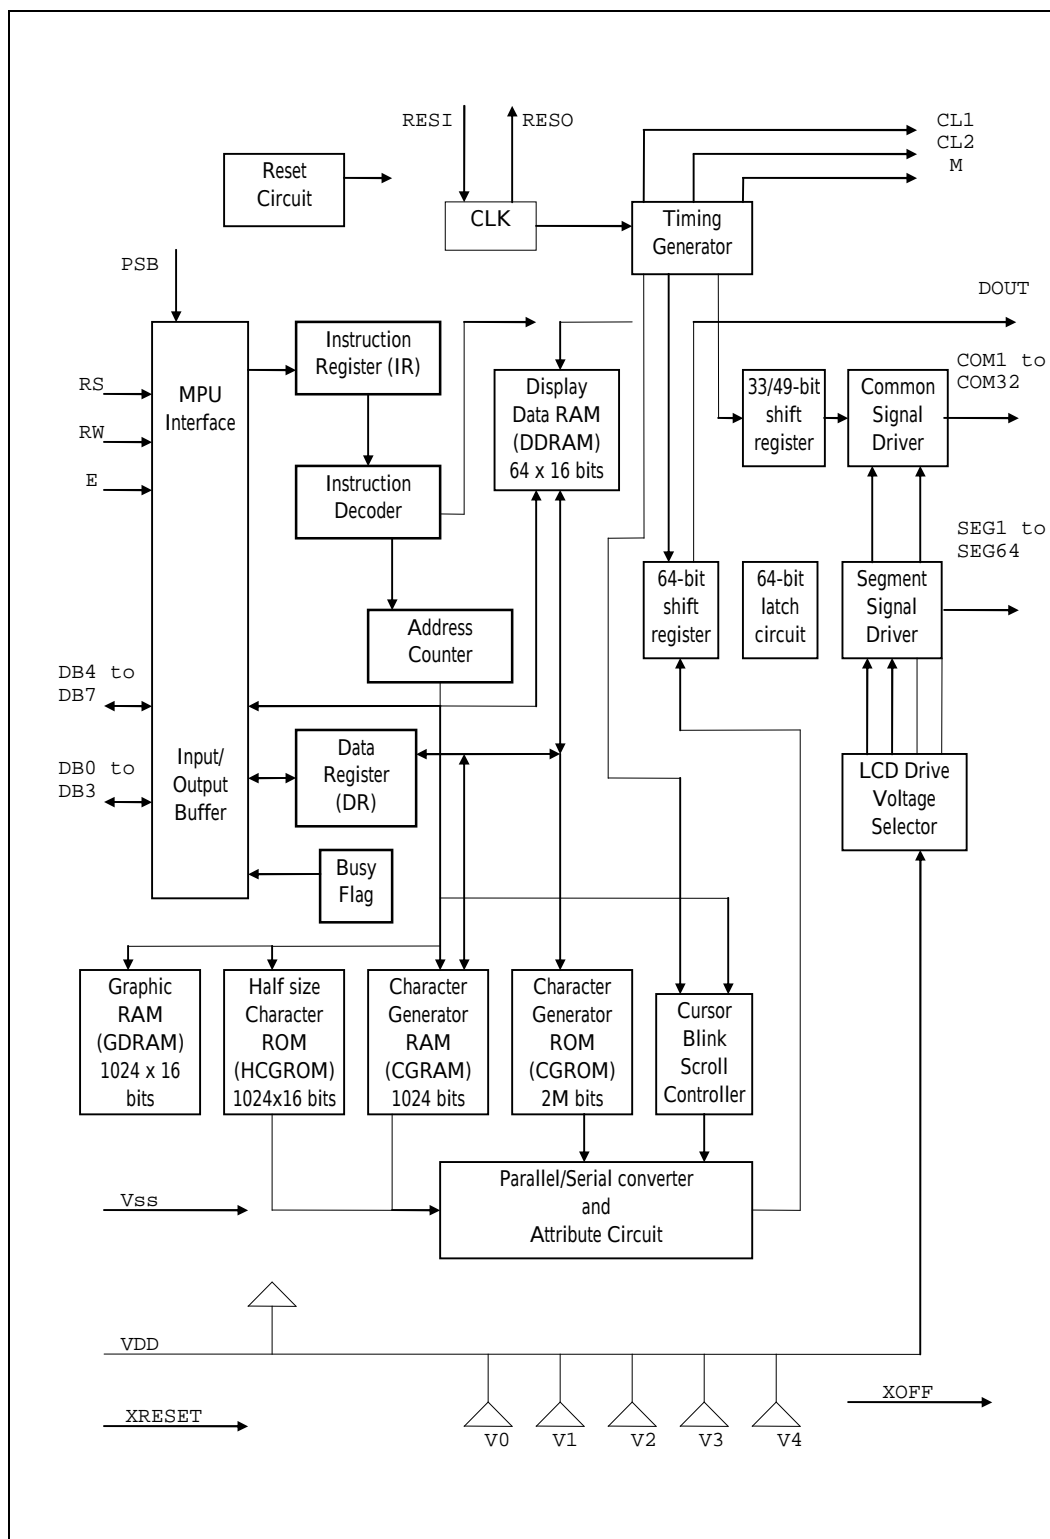 RESI
RESO
CL1
CL2
M
Reset
Circuit
CLK
Timing
Generator
PSB
DOUT
Instruction
Register (IR)
MPU
Interface
RS
RW
E
Display
Data RAM
(DDRAM)
64 x 16 bits
33/49-bit
shift
register
Common
Signal
Driver
COM1 to
COM32
Instruction
Decoder
SEG1 to
SEG64
64-bit
shift
register
64-bit
latch
circuit
Segment
Signal
Driver
Address
Counter
DB4 to
DB7
Input/
Output
Buffer
Data
Register
(DR)
DB0 to
DB3
LCD Drive
Voltage
Selector
Busy
Flag
Graphic
RAM
(GDRAM)
1024 x 16
bits
Half size
Character
ROM
(HCGROM)
1024x16 bits
Character
Generator
RAM
(CGRAM)
1024 bits
Character
Generator
ROM
(CGROM)
2M bits
Cursor
Blink
Scroll
Controller
Parallel/Serial converter
and
Attribute Circuit
Vss
VDD
XRESET
XOFF
V0
V1
V2
V3
V4